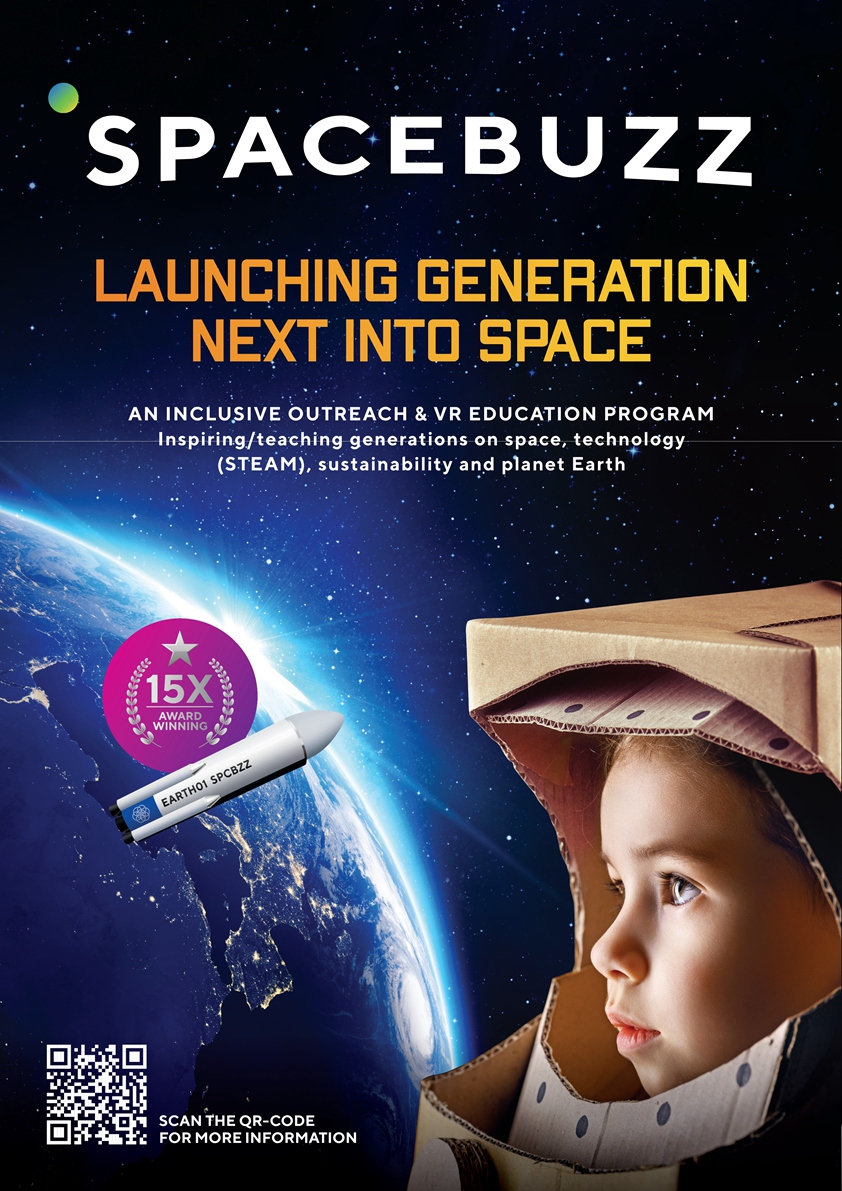 SPACEBUZZ
LAUNCHING GENERATION
NEXT INTO SPACE
AN INCLUSIVE OUTREACH & VR EDUCATION PROGRAM
Inspiring/teaching generations on space, technology
(STEAM), sustainability and planet Earth
15X
AWARD
WINNING
EARTH01 SPCBZZ
SCAN THE QR-CODE
FOR MORE INFORMATION